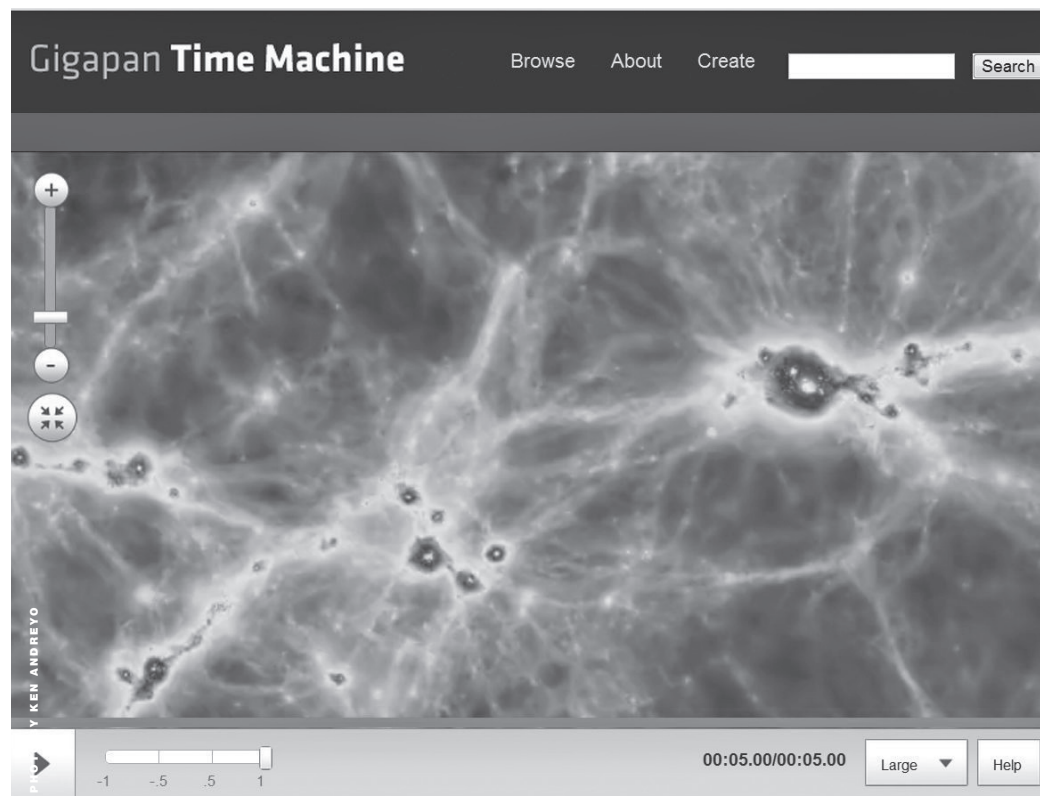 Gigapan Time Machine
Browse About Create Search
+
-
Y KEN ANDREYO
-1 -.5 .5 1
00:05.00/00:05.00
Large
Help